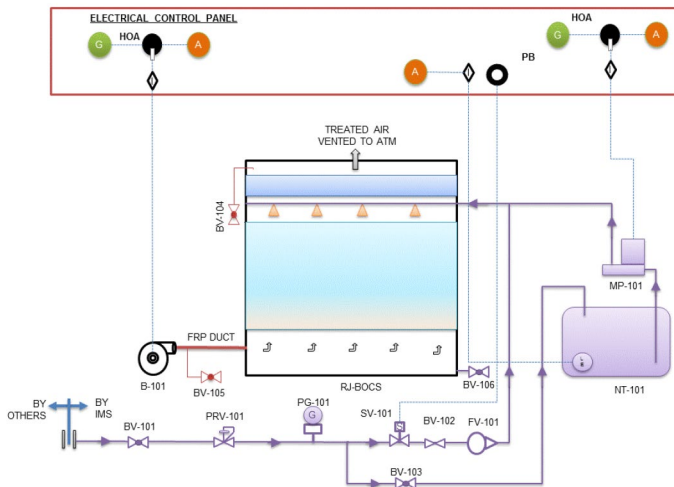 ELECTRICAL CONTROL PANEL
HOA
G
A
HOA
G
A
A
PB
TREATED AIR
VENTED TO ATM
BV-104
MP-101
FRP DUCT
B-101
BV-105
RJ-BOCS
BV-106
L
NT-101
BY
OTHERS
BY
IMS
BV-101
PRV-101
PG-101
G
SV-101
BV-102
FV-101
BV-103